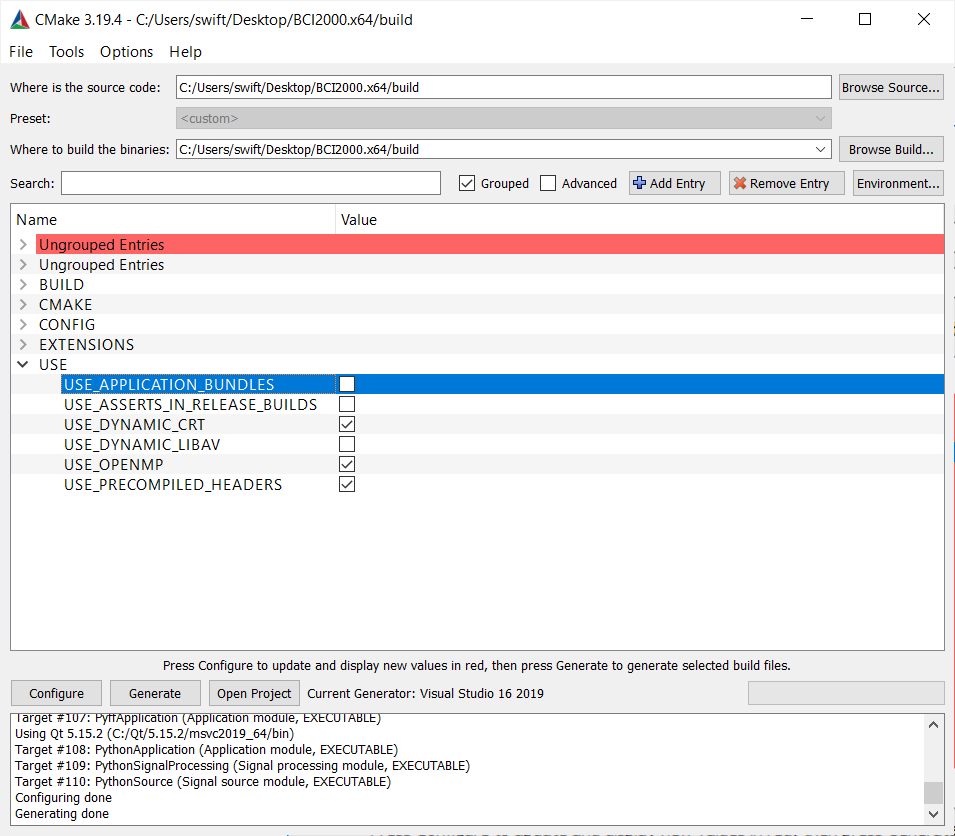 CMake 3.19.4 - C:/Users/swift/Desktop/BCI2000.x64/build
File Tools Options Help
Where is the source code: C:/Users/swift/Desktop/BCI2000.x64/build Browse Source...
Preset: <custom>
Where to build the binaries: C:/Users/swift/Desktop/BCI2000.x64/build Browse Build...
Search: Grouped Advanced Add Entry Remove Entry Environment...
Name Value
Ungrouped Entries
Ungrouped Entries
BUILD
CMAKE
CONFIG
EXTENSIONS
USE
USE_APPLICATION_BUNDLES
USE_ASSERTS_IN_RELEASE_BUILDS
USE_DYNAMIC_CRT
USE_DYNAMIC_LIBAV
USE_OPENMP
USE_PRECOMPILED_HEADERS
Press Configure to update and display new values in red, then press Generate to generate selected build files.
Configure Generate Open Project Current Generator: Visual Studio 16 2019
Target #107: PyffApplication (Application module, EXECUTABLE)
Using Qt 5.15.2 (C:/Qt/5.15.2/msvc2019_64/bin)
Target #108: PythonApplication (Application module, EXECUTABLE)
Target #109: PythonSignalProcessing (Signal processing module, EXECUTABLE)
Target #110: PythonSource (Signal source module, EXECUTABLE)
Configuring done
Generating done